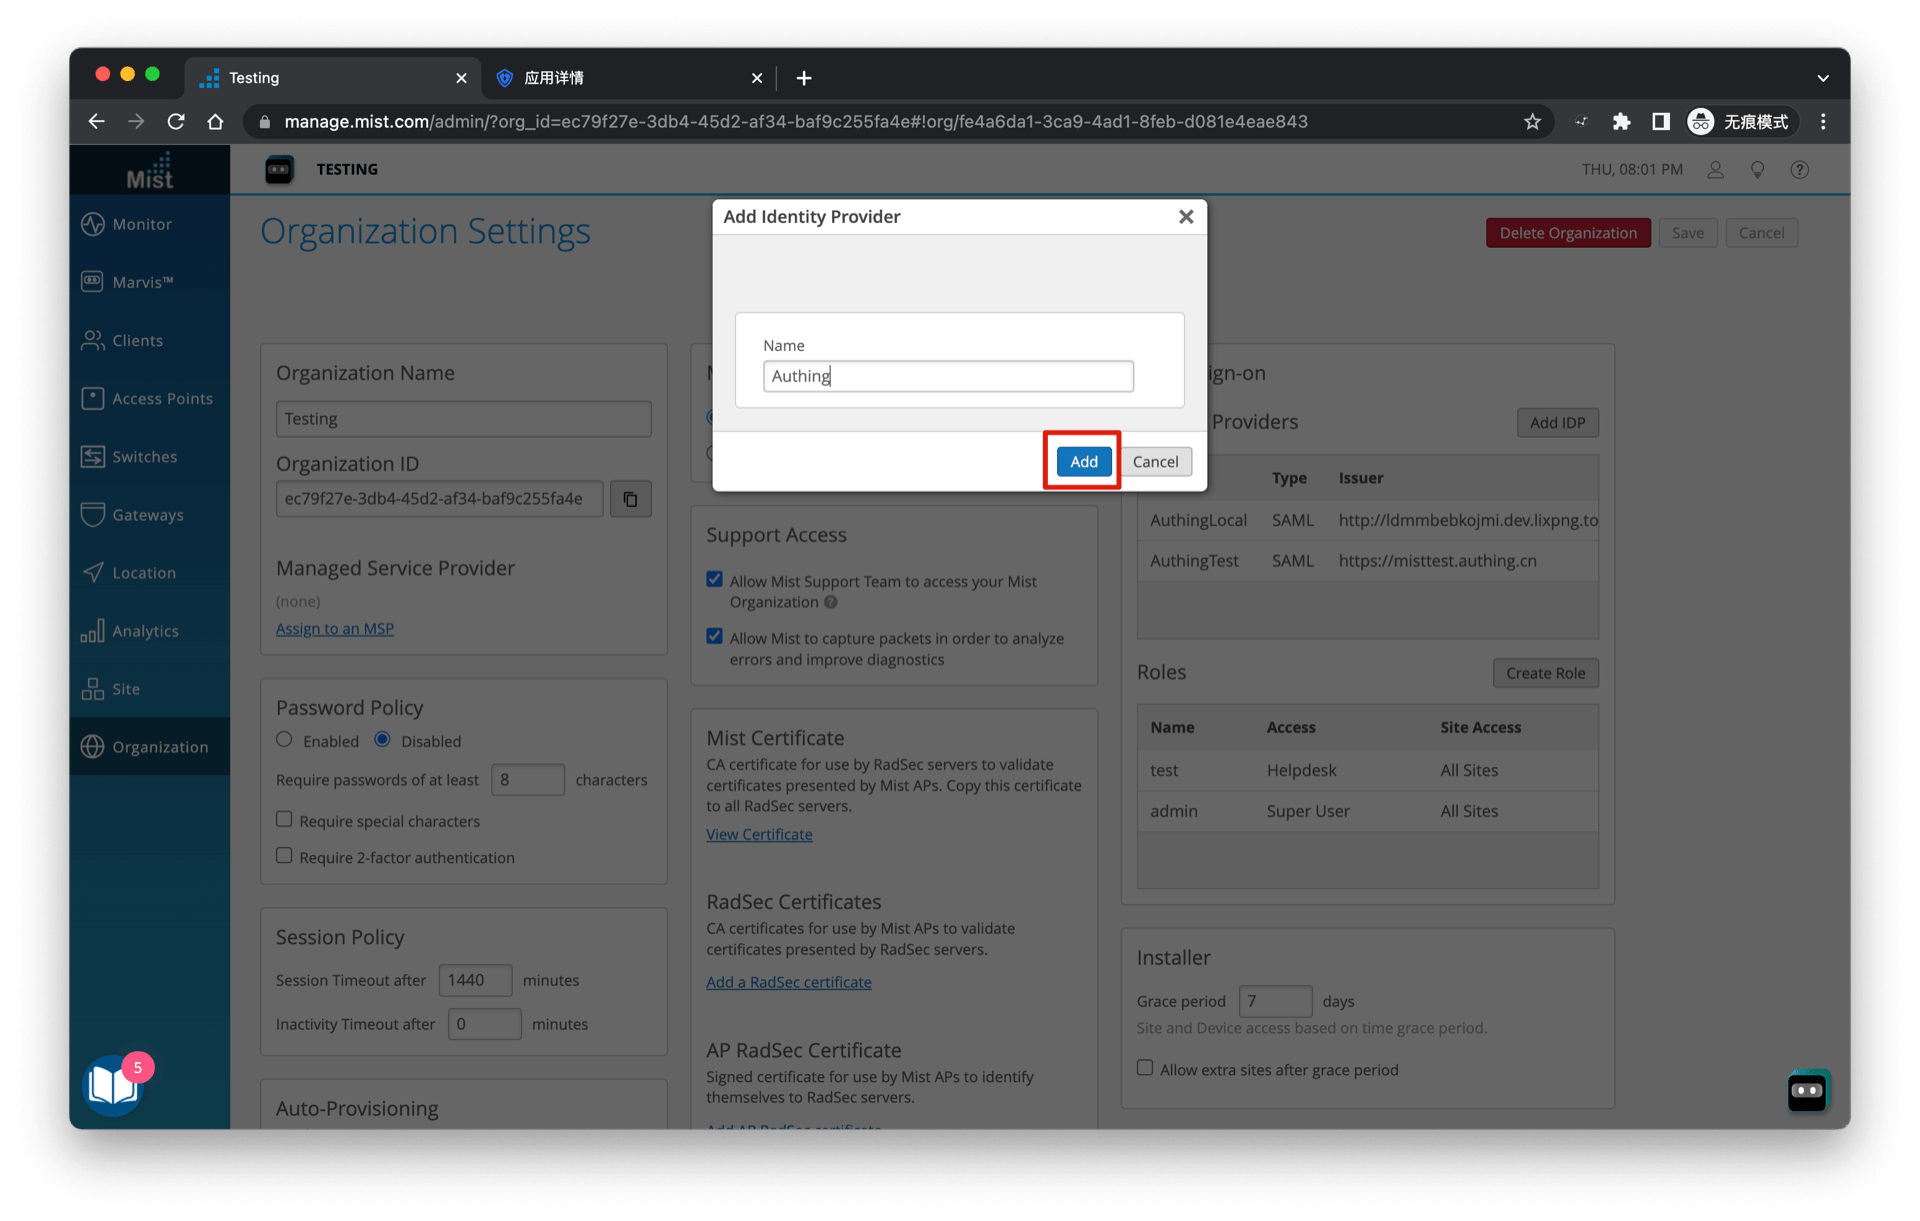 Testing
应用详情
manage.mist.com/admin/?org_id=ec79f27e-3db4-45d2-af34-baf9c255fa4e#!org/fe4a6da1-3ca9-4ad1-8feb-d081e4eae843
无痕模式
Mist
TESTING
THU, 08:01 PM
Monitor
Marvis™
Clients
Access Points
Switches
Gateways
Location
Analytics
Site
Organization
5
Organization Settings
Delete Organization
Save
Cancel
Add Identity Provider
Name
Authing
Add
Cancel
Organization Name
Testing
Organization ID
ec79f27e-3db4-45d2-af34-baf9c255fa4e
Managed Service Provider
(none)
Assign to an MSP
Password Policy
Enabled
Disabled
Require passwords of at least 8 characters
Require special characters
Require 2-factor authentication
Session Policy
Session Timeout after 1440 minutes
Inactivity Timeout after 0 minutes
Auto-Provisioning
Support Access
Allow Mist Support Team to access your Mist
Organization
Allow Mist to capture packets in order to analyze
errors and improve diagnostics
Mist Certificate
CA certificate for use by RadSec servers to validate
certificates presented by Mist APs. Copy this certificate
to all RadSec servers.
View Certificate
RadSec Certificates
CA certificates for use by Mist APs to validate
certificates presented by RadSec servers.
Add a RadSec certificate
AP RadSec Certificate
Signed certificate for use by Mist APs to identify
themselves to RadSec servers.
Add AP RadSec certificate
ign-on
Providers
Add IDP
Type Issuer
AuthingLocal SAML http://ldmmbebkojmi.dev.lixpng.to
AuthingTest SAML https://misttest.authing.cn
Roles
Create Role
Name Access Site Access
test Helpdesk All Sites
admin Super User All Sites
Installer
Grace period 7 days
Site and Device access based on time grace period.
Allow extra sites after grace period